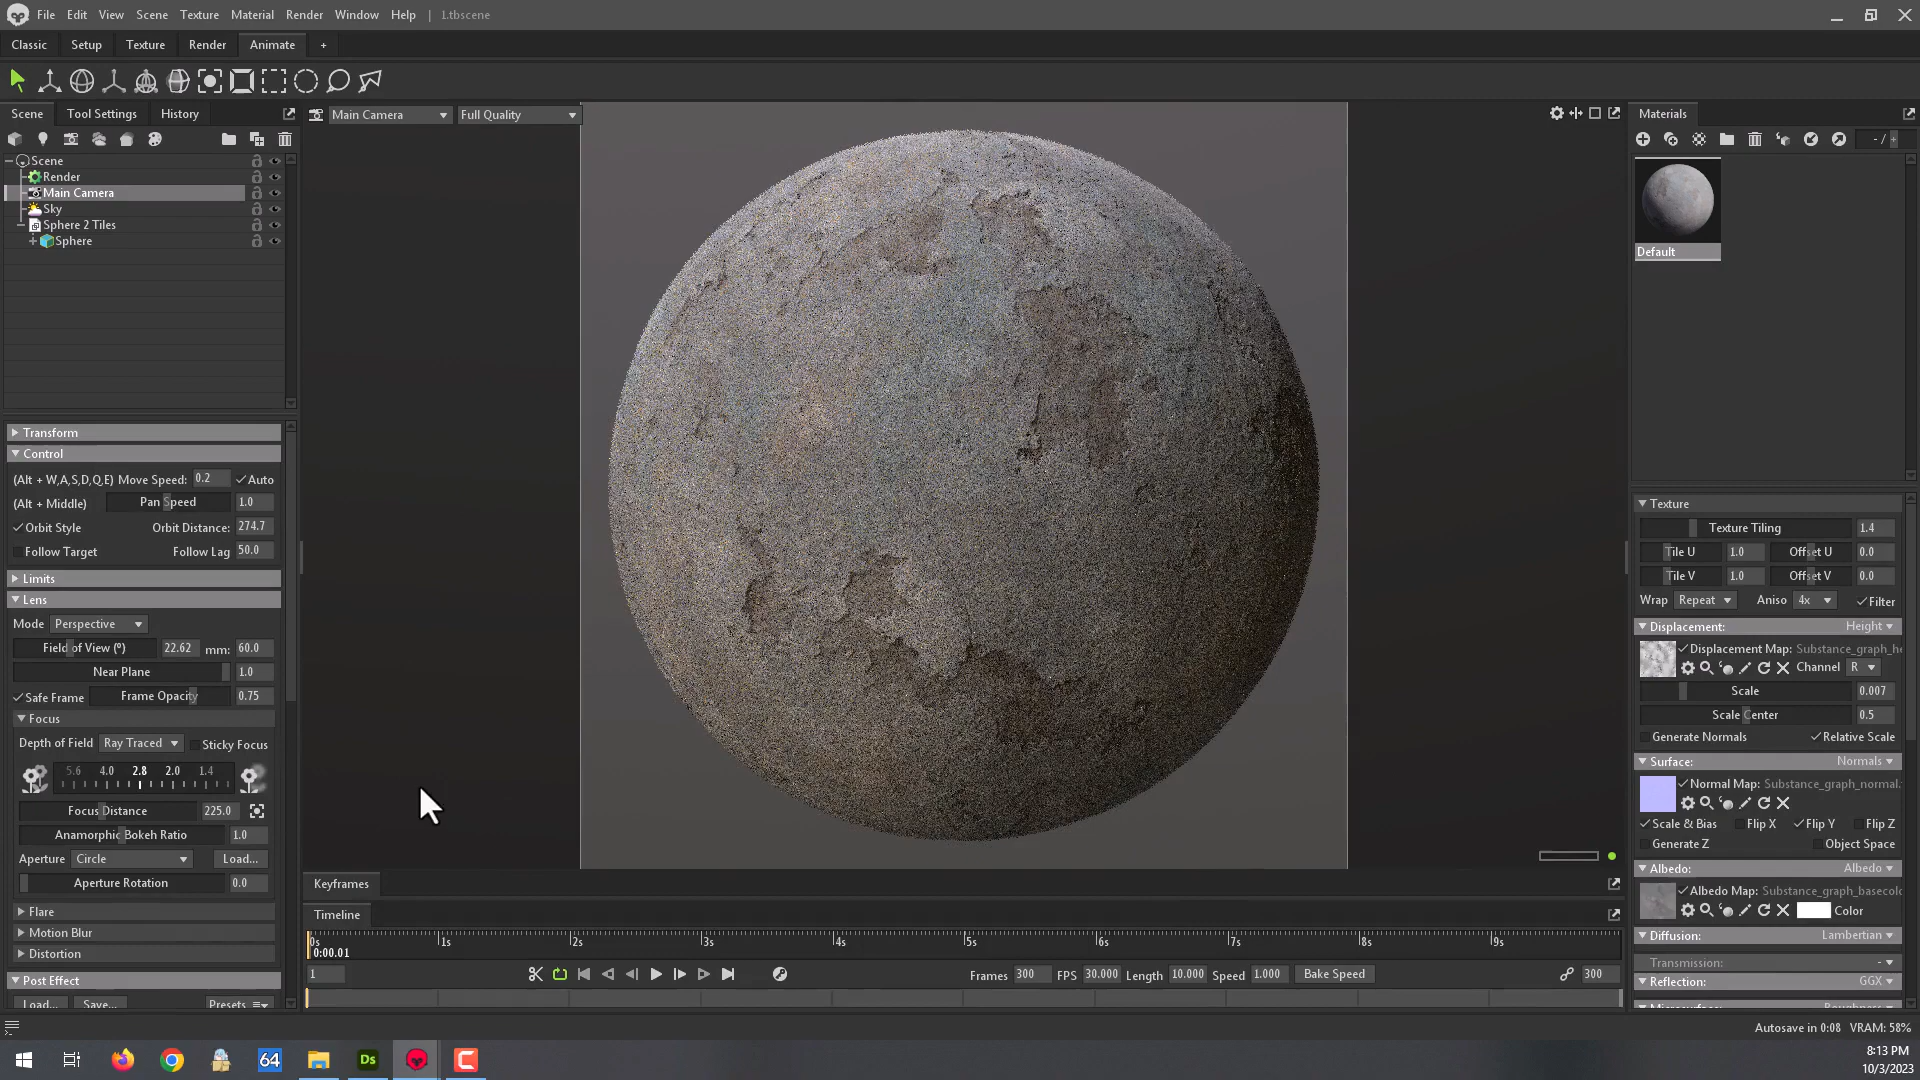 File Edit View Scene Texture Material Render Window Help | 1.tbscene
Classic Setup Texture Render Animate +
Scene Tool Settings History
Main Camera Full Quality
Materials
- /
Scene
Render
Main Camera
Sky
Sphere 2 Tiles
Sphere
Default
Transform
Control
(Alt + W,A,S,D,Q,E) Move Speed: 0.2 Auto
(Alt + Middle) Pan Speed 1.0
Orbit Style Orbit Distance: 274.7
Follow Target Follow Lag 50.0
Limits
Lens
Mode Perspective
Field of View (º) 22.62 mm: 60.0
Near Plane 1.0
Safe Frame Frame Opacity 0.75
Focus
Depth of Field Ray Traced Sticky Focus
5.6 4.0 2.8 2.0 1.4
Focus Distance 225.0
Anamorphic Bokeh Ratio 1.0
Aperture Circle Load...
Aperture Rotation 0.0
Flare
Motion Blur
Distortion
Post Effect
Load... Save... Presets
Texture
Texture Tiling 1.4
Tile U 1.0 Offset U 0.0
Tile V 1.0 Offset V 0.0
Wrap Repeat Aniso 4x Filter
Displacement: Height
Displacement Map: Substance_graph_he
Channel R
Scale 0.007
Scale Center 0.5
Generate Normals Relative Scale
Surface: Normals
Normal Map: Substance_graph_normal.
Scale & Bias Flip X Flip Y Flip Z
Generate Z Object Space
Albedo: Albedo
Albedo Map: Substance_graph_basecolo
Color
Diffusion: Lambertian
Transmission: -
Reflection: GGX
Microsurface: Roughness
Keyframes
Timeline
0s 1s 2s 3s 4s 5s 6s 7s 8s 9s
0:00.01
1 Frames 300 FPS 30.000 Length 10.000 Speed 1.000 Bake Speed 300
Autosave in 0:08 VRAM: 58%
64 Ds C
8:13 PM
10/3/2023